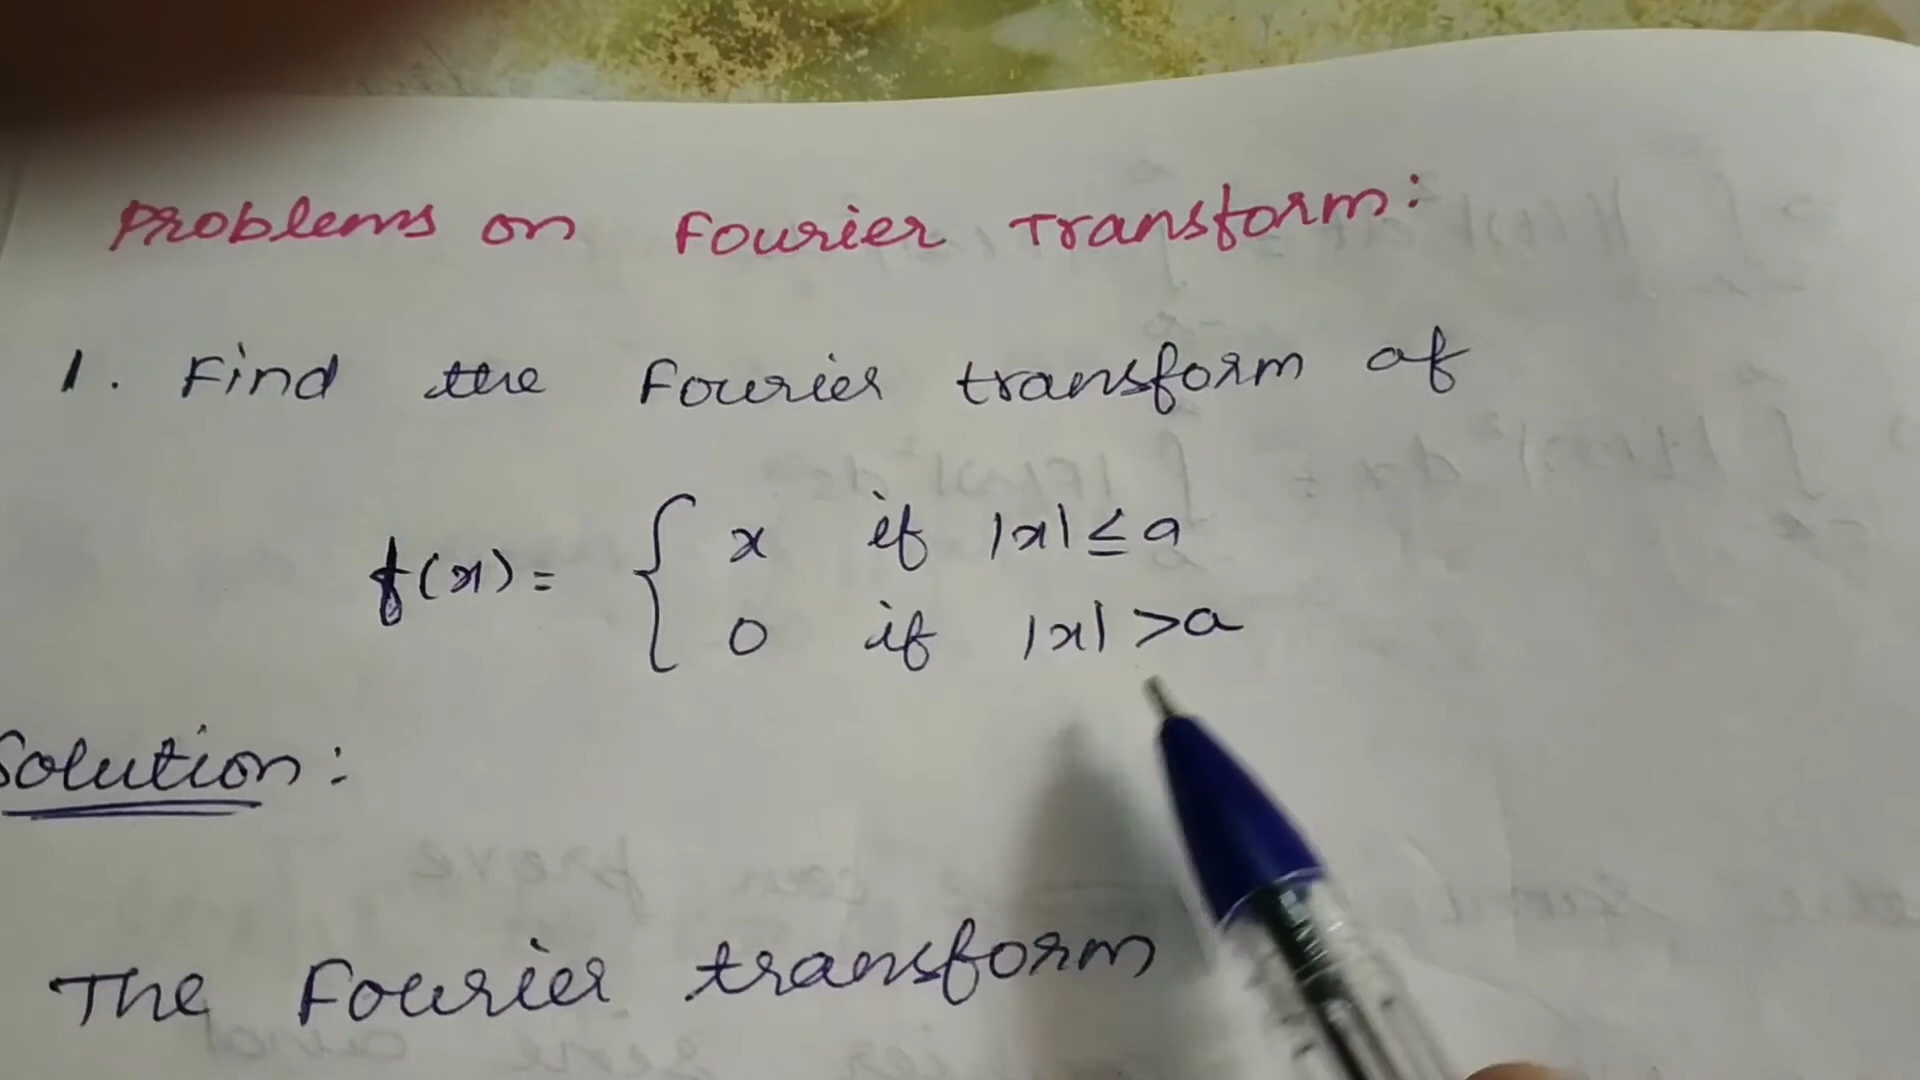 Problems on Fourier Transform:
1. Find the Fourier transform of
f(x) = { x if |x| ≤ a
0 if |x| > a
Solution:
The Fourier transform